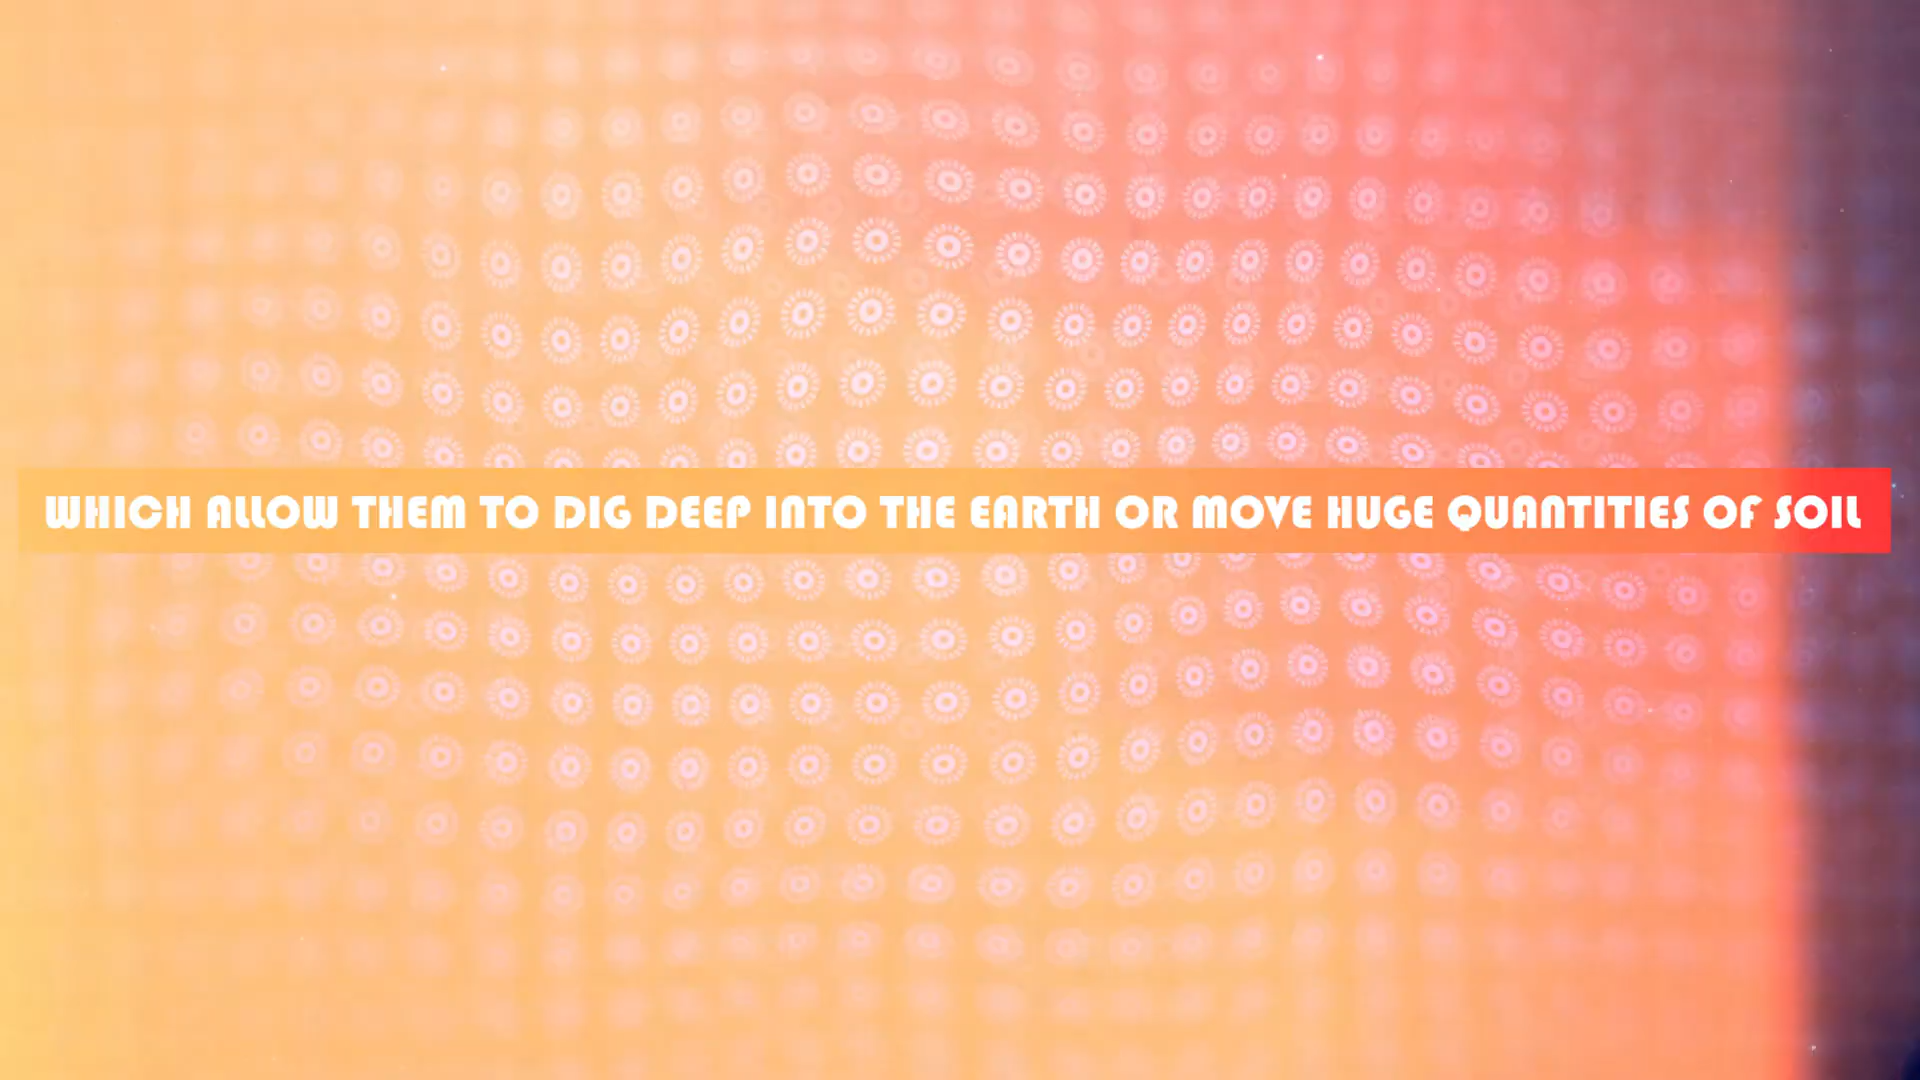 WHICH ALLOW THEM TO DIG DEEP INTO THE EARTH OR MOVE HUGE QUANTITIES OF SOIL